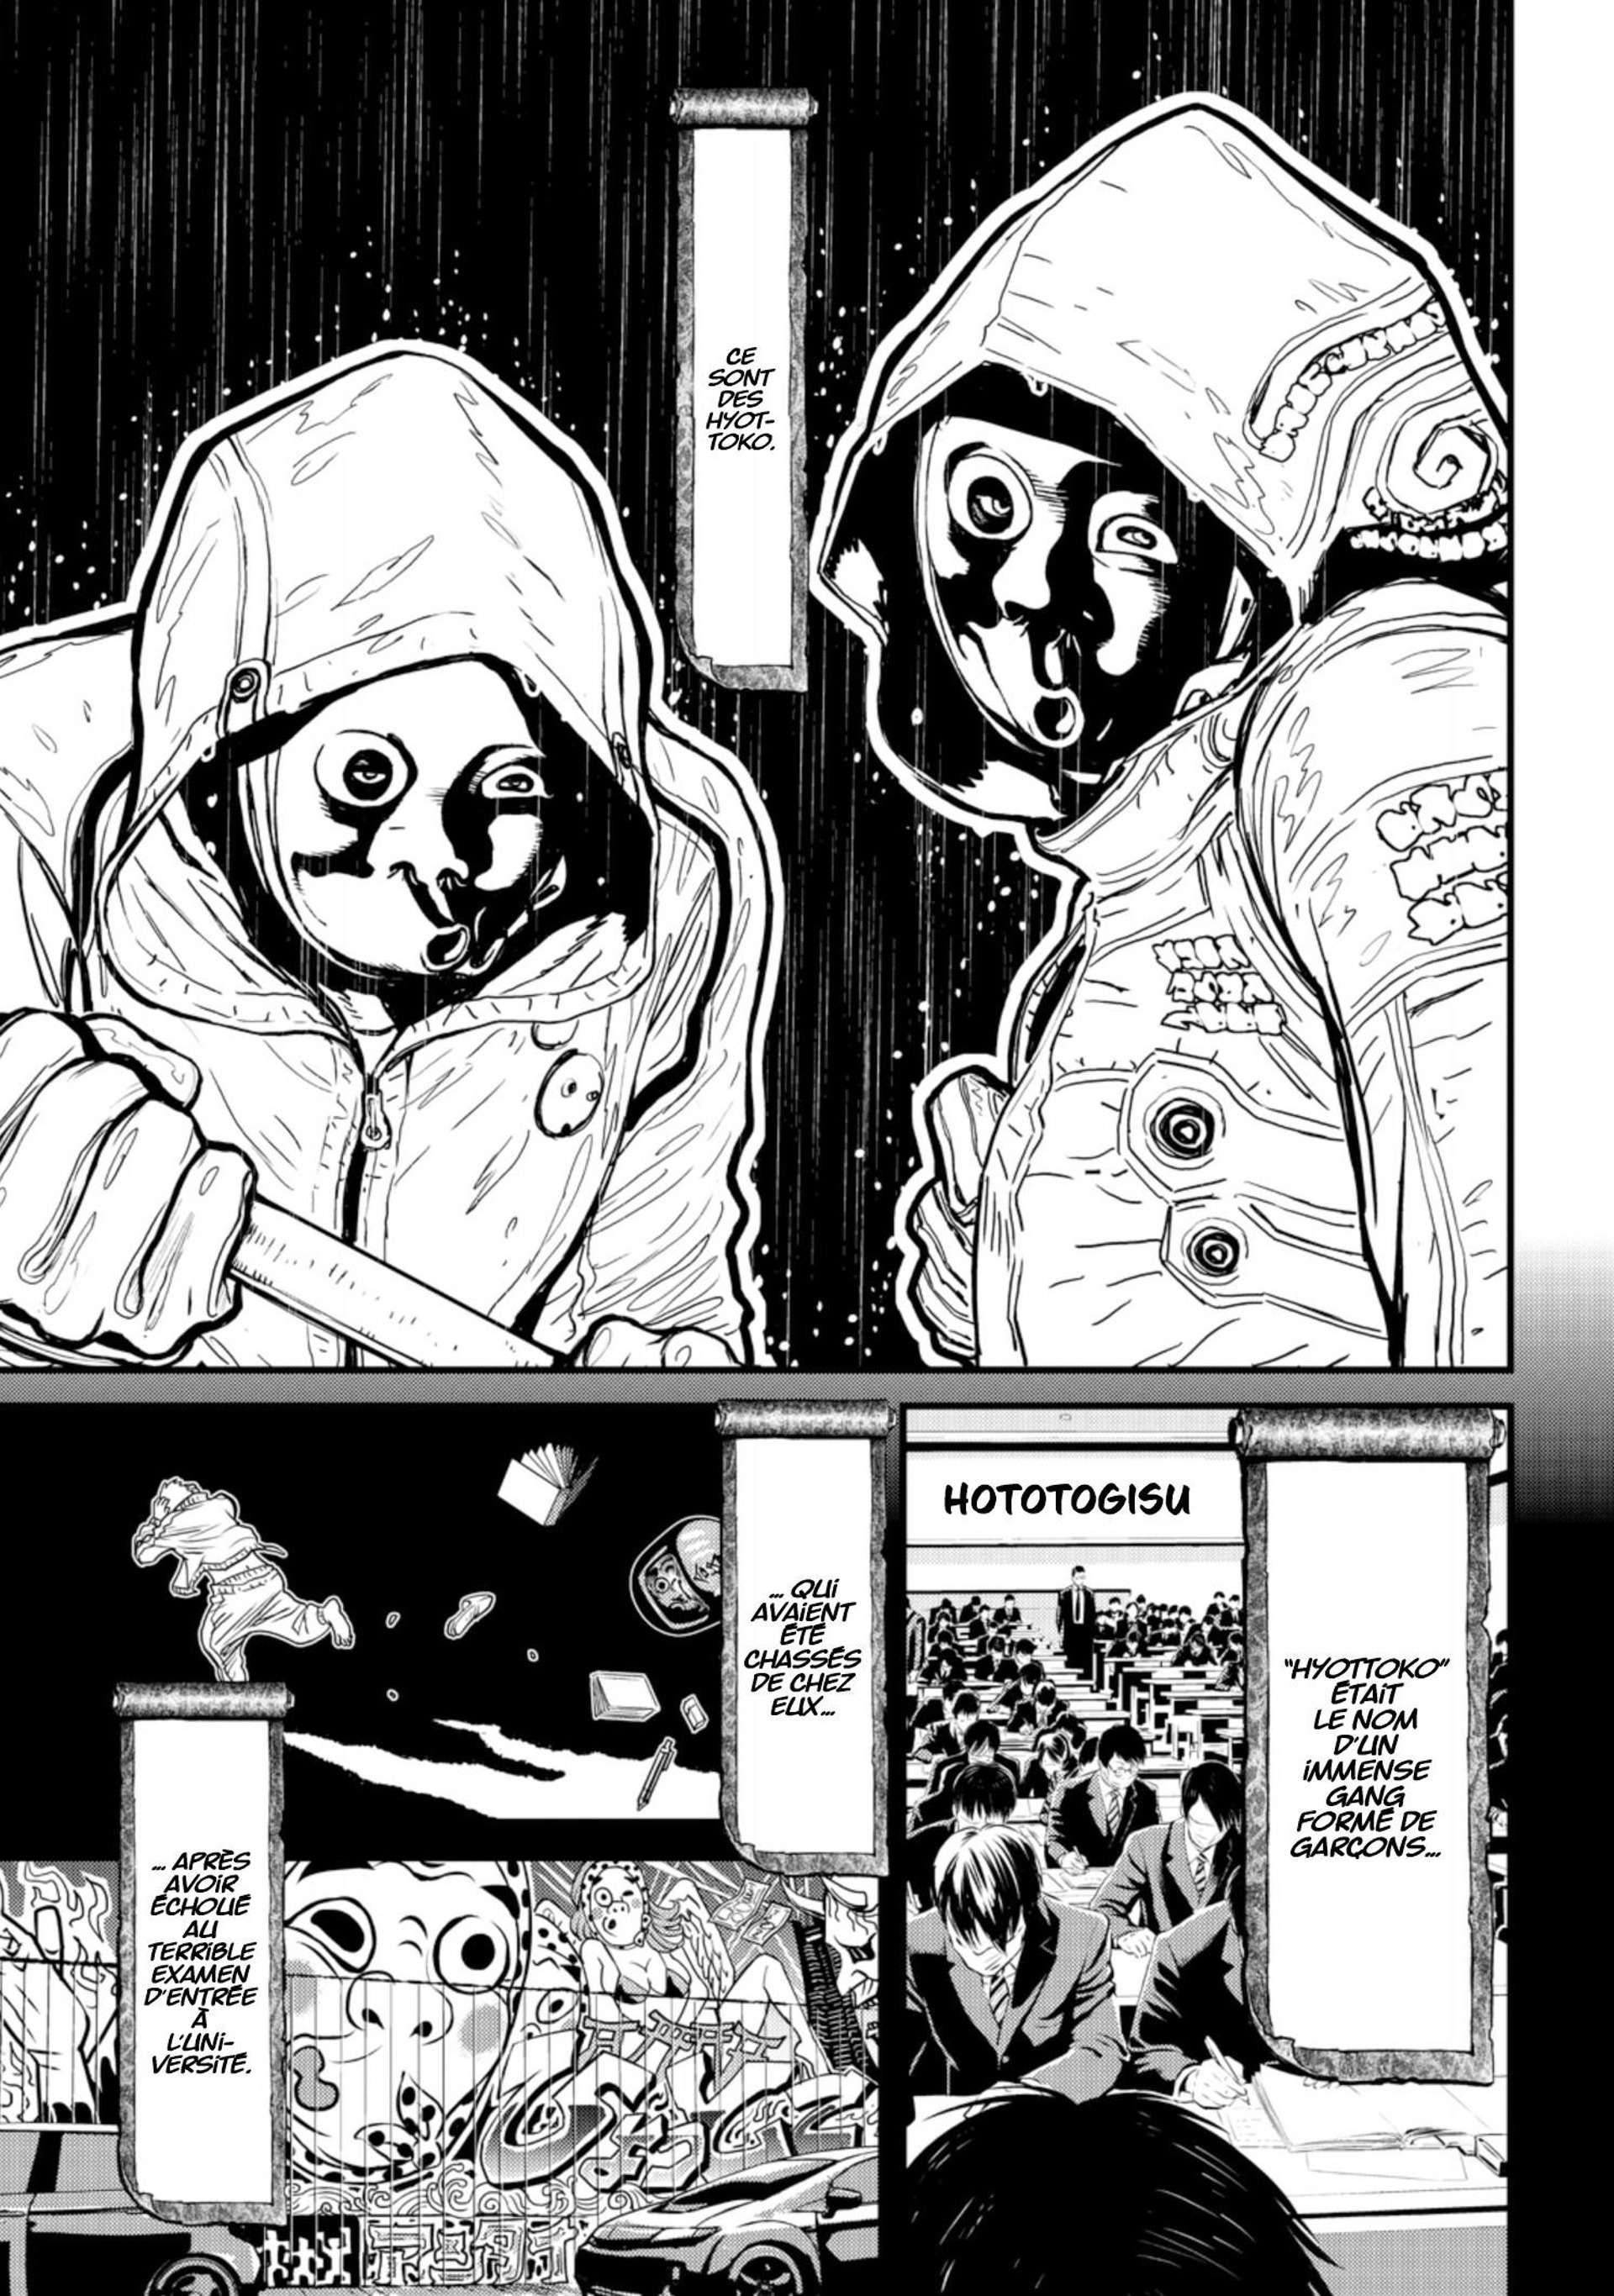 CE
SONT
DES
HYOT-
TOKO.
HOTOTOGISU
"HYOTTOKO"
ÉTAIT
LE NOM
D'UN
IMMENSE
GANG
FORMÉ DE
GARÇONS...
... QUI
AVAIENT
ÉTÉ
CHASSÉS
DE CHEZ
EUX...
... APRÈS
AVOIR
ÉCHOUÉ
AU
TERRIBLE
EXAMEN
D'ENTRÉE
À
L'UNI-
VERSITÉ.